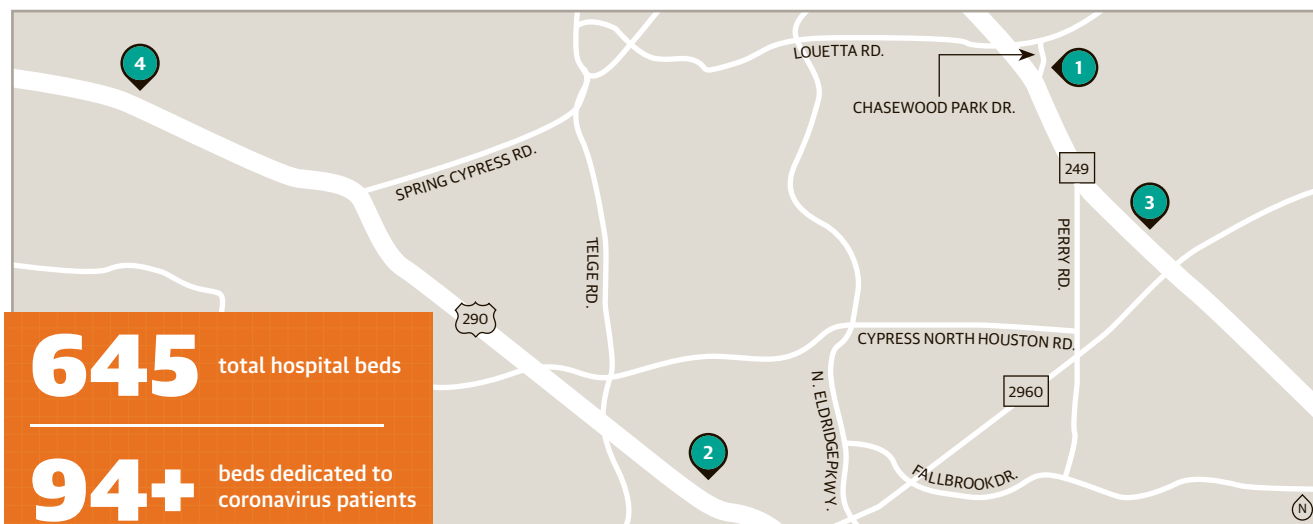 4
LOUETTA RD.
1
CHASEWOOD PARK DR.
SPRING CYPRESS RD.
249
3
TELGE RD.
PERRY RD.
290
CYPRESS NORTH HOUSTON RD.
N. ELDRIDGE PKWY.
2960
2
FALLBROOK DR.
N
645 total hospital beds
94+ beds dedicated to
coronavirus patients